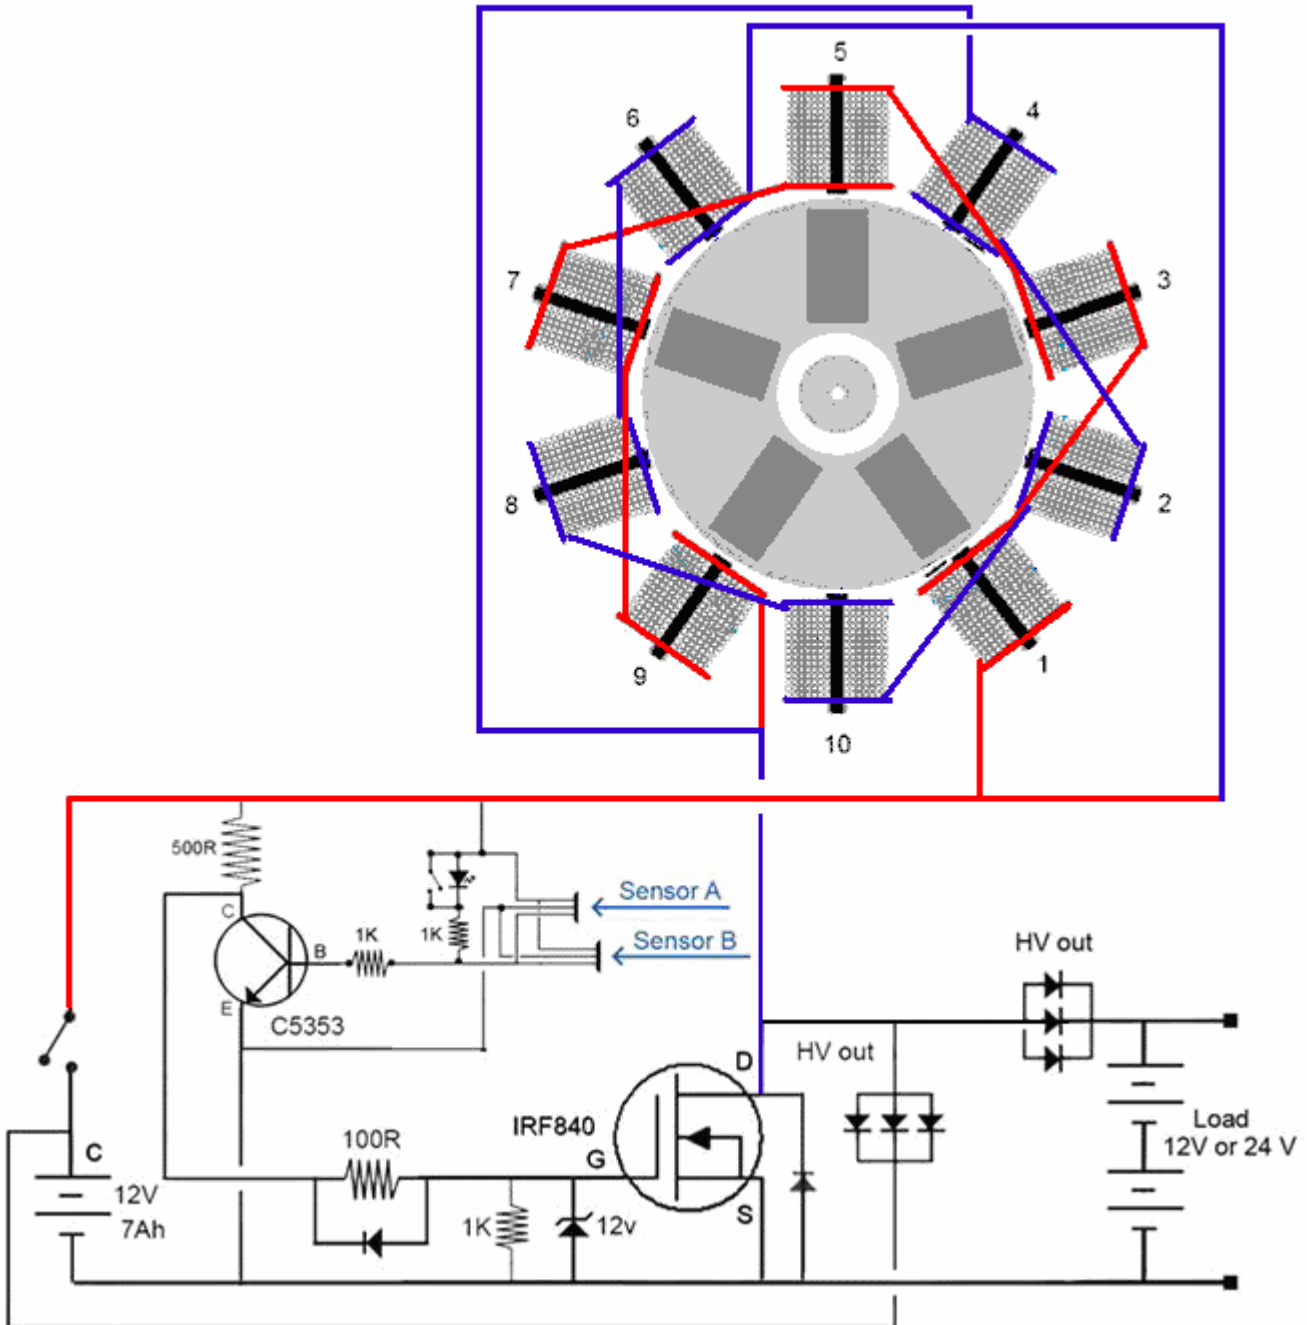 5
4
6
3
7
8
2
9
1
10
500R
C
B
E
1K
1K
C5353
Sensor A
Sensor B
HV out
HV out
D
IRF840
G
S
100R
1K
12v
C
12V
7Ah
Load
12V or 24 V